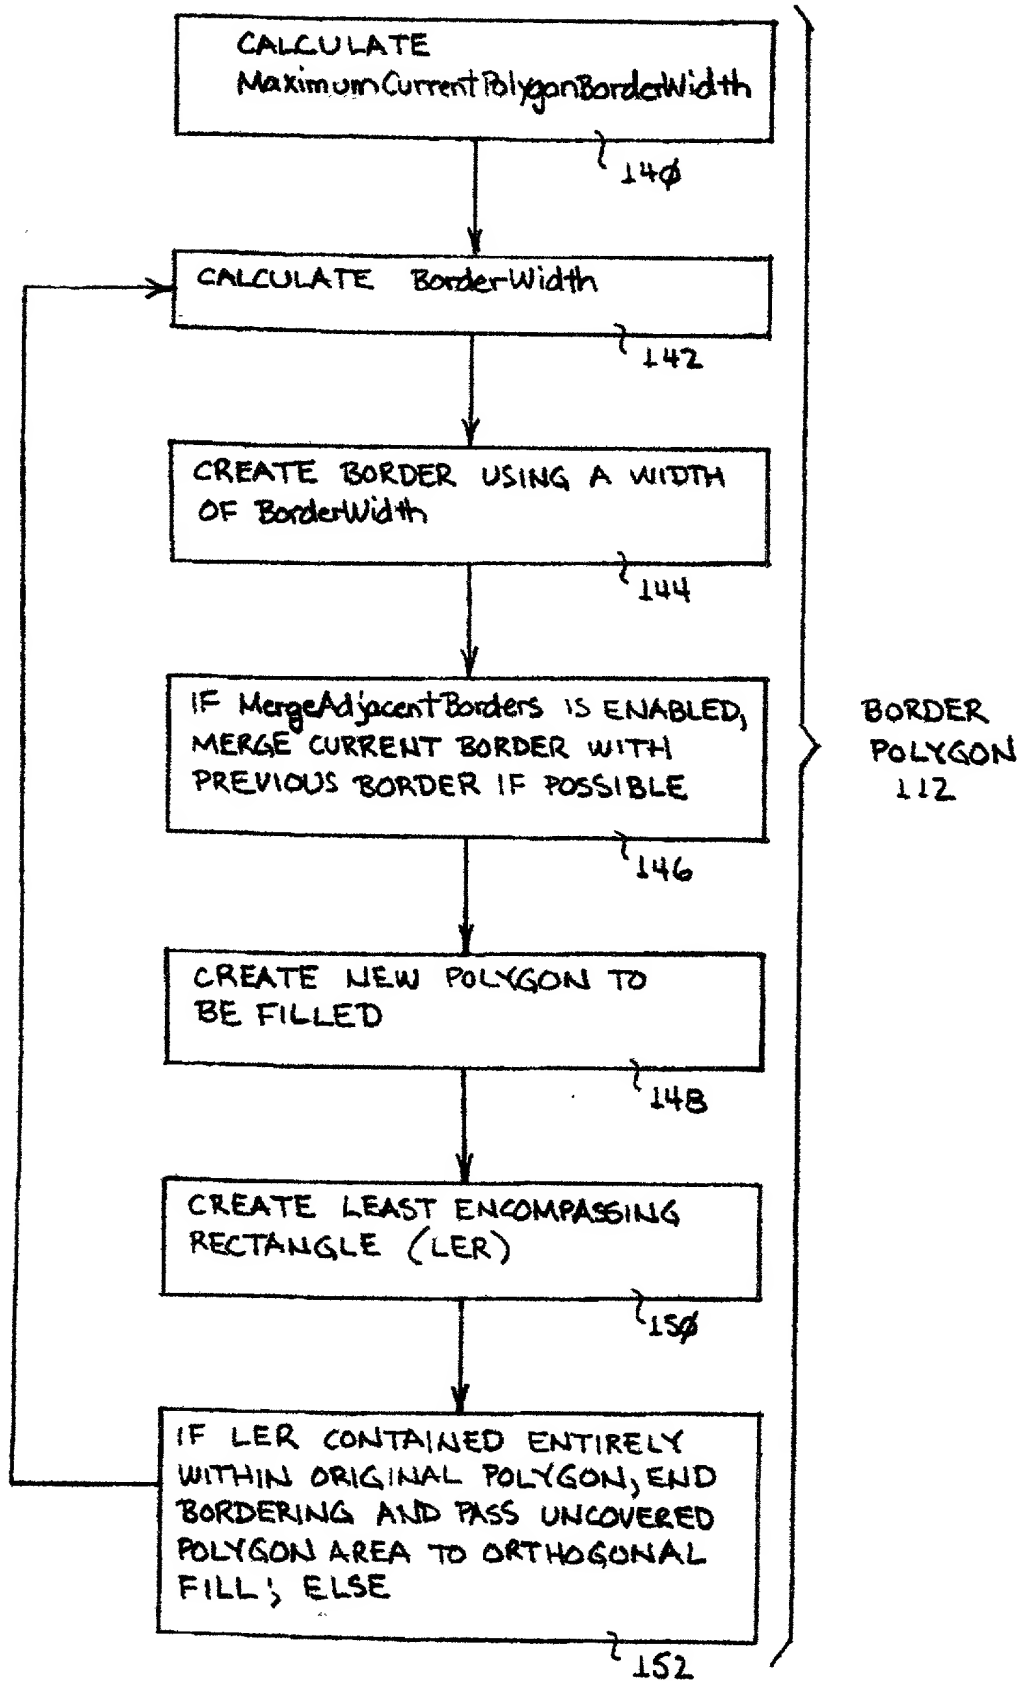 CALCULATE
MaximumCurrentPolygonBorderWidth
140
CALCULATE BorderWidth
142
CREATE BORDER USING A WIDTH
OF BorderWidth
144
IF MergeAdjacentBorders IS ENABLED,
MERGE CURRENT BORDER WITH
PREVIOUS BORDER IF POSSIBLE
146
BORDER
POLYGON
112
CREATE NEW POLYGON TO
BE FILLED
148
CREATE LEAST ENCOMPASSING
RECTANGLE (LER)
150
IF LER CONTAINED ENTIRELY
WITHIN ORIGINAL POLYGON, END
BORDERING AND PASS UNCOVERED
POLYGON AREA TO ORTHOGONAL
FILL; ELSE
152